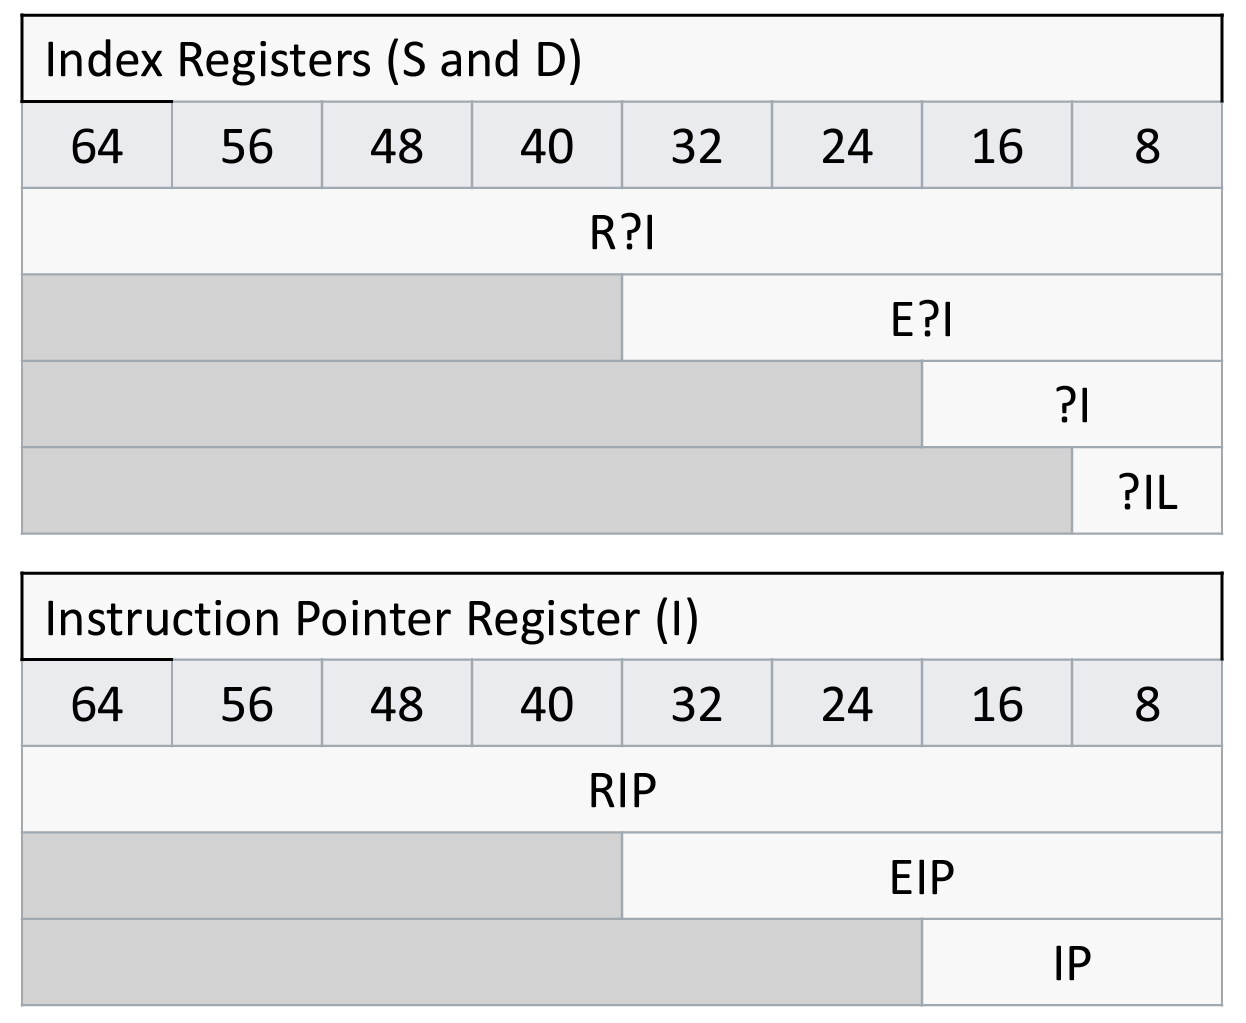 Index Registers (S and D)
64 56 48 40 32 24 16 8
R?I
E?I
?I
?IL
Instruction Pointer Register (I)
64 56 48 40 32 24 16 8
RIP
EIP
IP